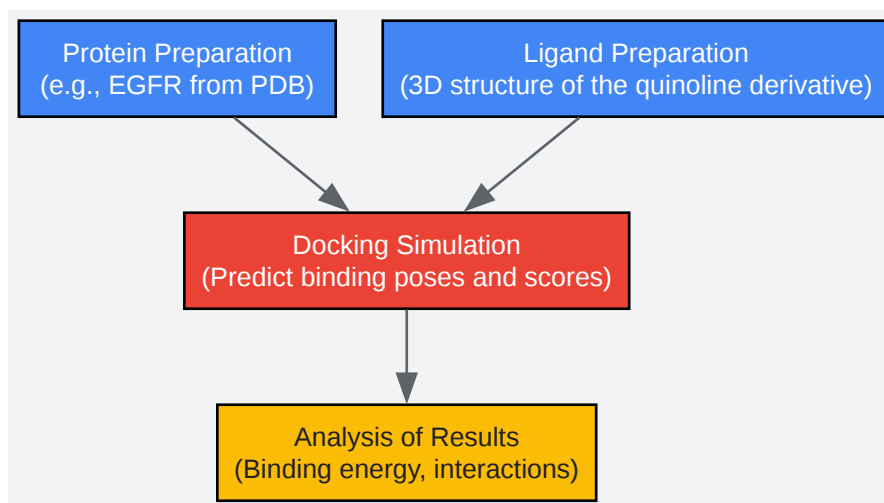 Protein Preparation
(e.g., EGFR from PDB)
Ligand Preparation
(3D structure of the quinoline derivative)
Docking Simulation
(Predict binding poses and scores)
Analysis of Results
(Binding energy, interactions)